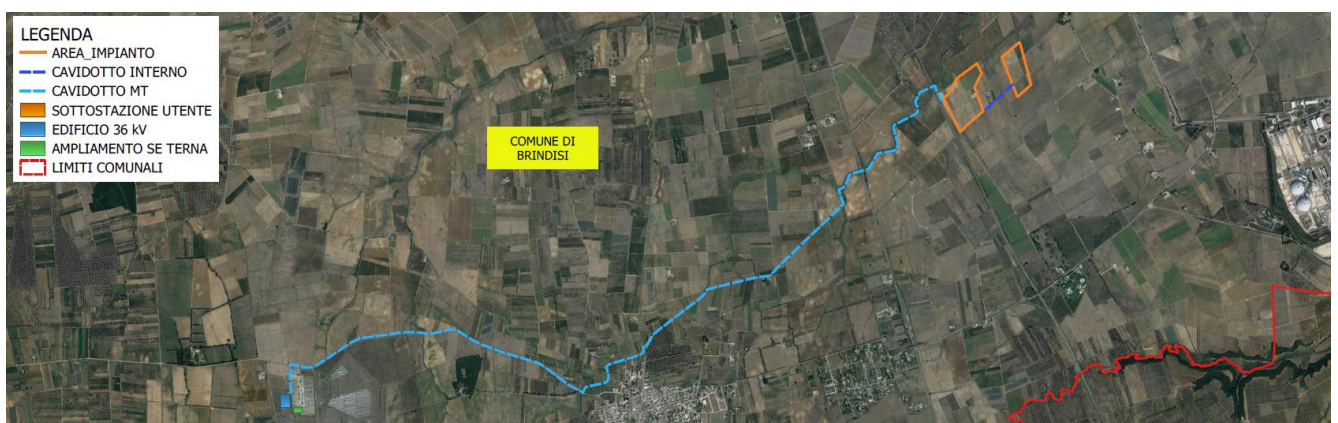 LEGENDA
AREA_IMPIANTO
CAVIDOTTO INTERNO
CAVIDOTTO MT
SOTTOSTAZIONE UTENTE
EDIFICIO 36 kV
AMPLIAMENTO SE TERNA
LIMITI COMUNALI
COMUNE DI
BRINDISI